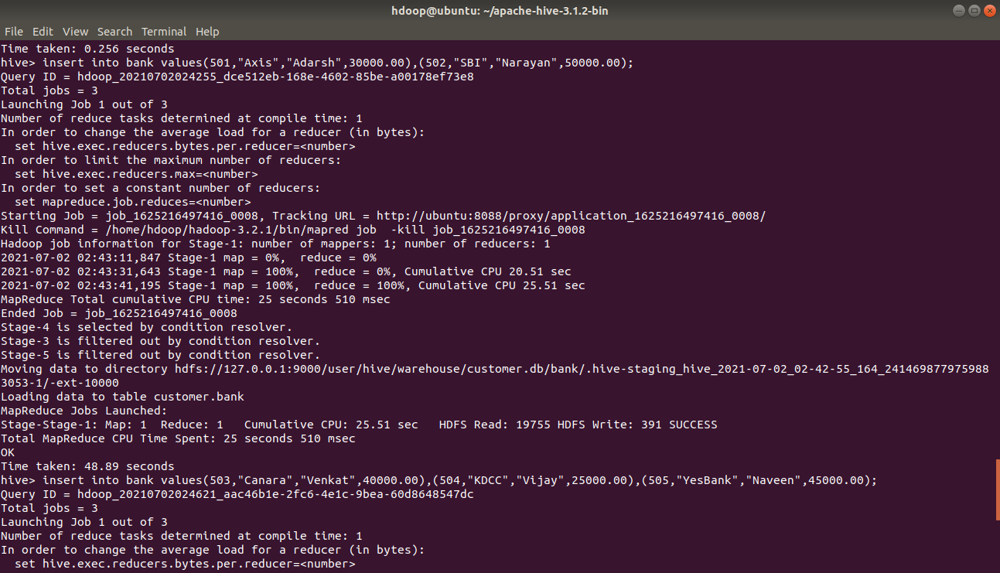 hdoop@ubuntu: ~/apache-hive-3.1.2-bin
File Edit View Search Terminal Help
Time taken: 0.256 seconds
hive> insert into bank values(501,"Axis","Adarsh",30000.00),(502,"SBI","Narayan",50000.00);
Query ID = hdoop_20210702024255_dce512eb-168e-4602-85be-a00178ef73e8
Total jobs = 3
Launching Job 1 out of 3
Number of reduce tasks determined at compile time: 1
In order to change the average load for a reducer (in bytes):
  set hive.exec.reducers.bytes.per.reducer=<number>
In order to limit the maximum number of reducers:
  set hive.exec.reducers.max=<number>
In order to set a constant number of reducers:
  set mapreduce.job.reduces=<number>
Starting Job = job_1625216497416_0008, Tracking URL = http://ubuntu:8088/proxy/application_1625216497416_0008/
Kill Command = /home/hdoop/hadoop-3.2.1/bin/mapred job  -kill job_1625216497416_0008
Hadoop job information for Stage-1: number of mappers: 1; number of reducers: 1
2021-07-02 02:43:11,847 Stage-1 map = 0%,  reduce = 0%
2021-07-02 02:43:31,643 Stage-1 map = 100%,  reduce = 0%, Cumulative CPU 20.51 sec
2021-07-02 02:43:41,195 Stage-1 map = 100%,  reduce = 100%, Cumulative CPU 25.51 sec
MapReduce Total cumulative CPU time: 25 seconds 510 msec
Ended Job = job_1625216497416_0008
Stage-4 is selected by condition resolver.
Stage-3 is filtered out by condition resolver.
Stage-5 is filtered out by condition resolver.
Moving data to directory hdfs://127.0.0.1:9000/user/hive/warehouse/customer.db/bank/.hive-staging_hive_2021-07-02_02-42-55_164_241469877975988
3053-1/-ext-10000
Loading data to table customer.bank
MapReduce Jobs Launched:
Stage-Stage-1: Map: 1  Reduce: 1   Cumulative CPU: 25.51 sec   HDFS Read: 19755 HDFS Write: 391 SUCCESS
Total MapReduce CPU Time Spent: 25 seconds 510 msec
OK
Time taken: 48.89 seconds
hive> insert into bank values(503,"Canara","Venkat",40000.00),(504,"KDCC","Vijay",25000.00),(505,"YesBank","Naveen",45000.00);
Query ID = hdoop_20210702024621_aac46b1e-2fc6-4e1c-9bea-60d8648547dc
Total jobs = 3
Launching Job 1 out of 3
Number of reduce tasks determined at compile time: 1
In order to change the average load for a reducer (in bytes):
  set hive.exec.reducers.bytes.per.reducer=<number>